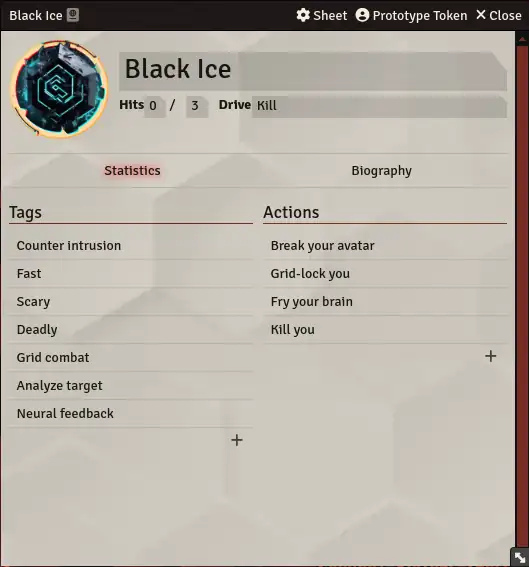 Black Ice Sheet Prototype Token Close
Black Ice
Hits 0 / 3 Drive Kill
Statistics Biography
Tags Actions
Counter intrusion Break your avatar
Fast Grid-lock you
Scary Fry your brain
Deadly Kill you
Grid combat +
Analyze target
Neural feedback
+